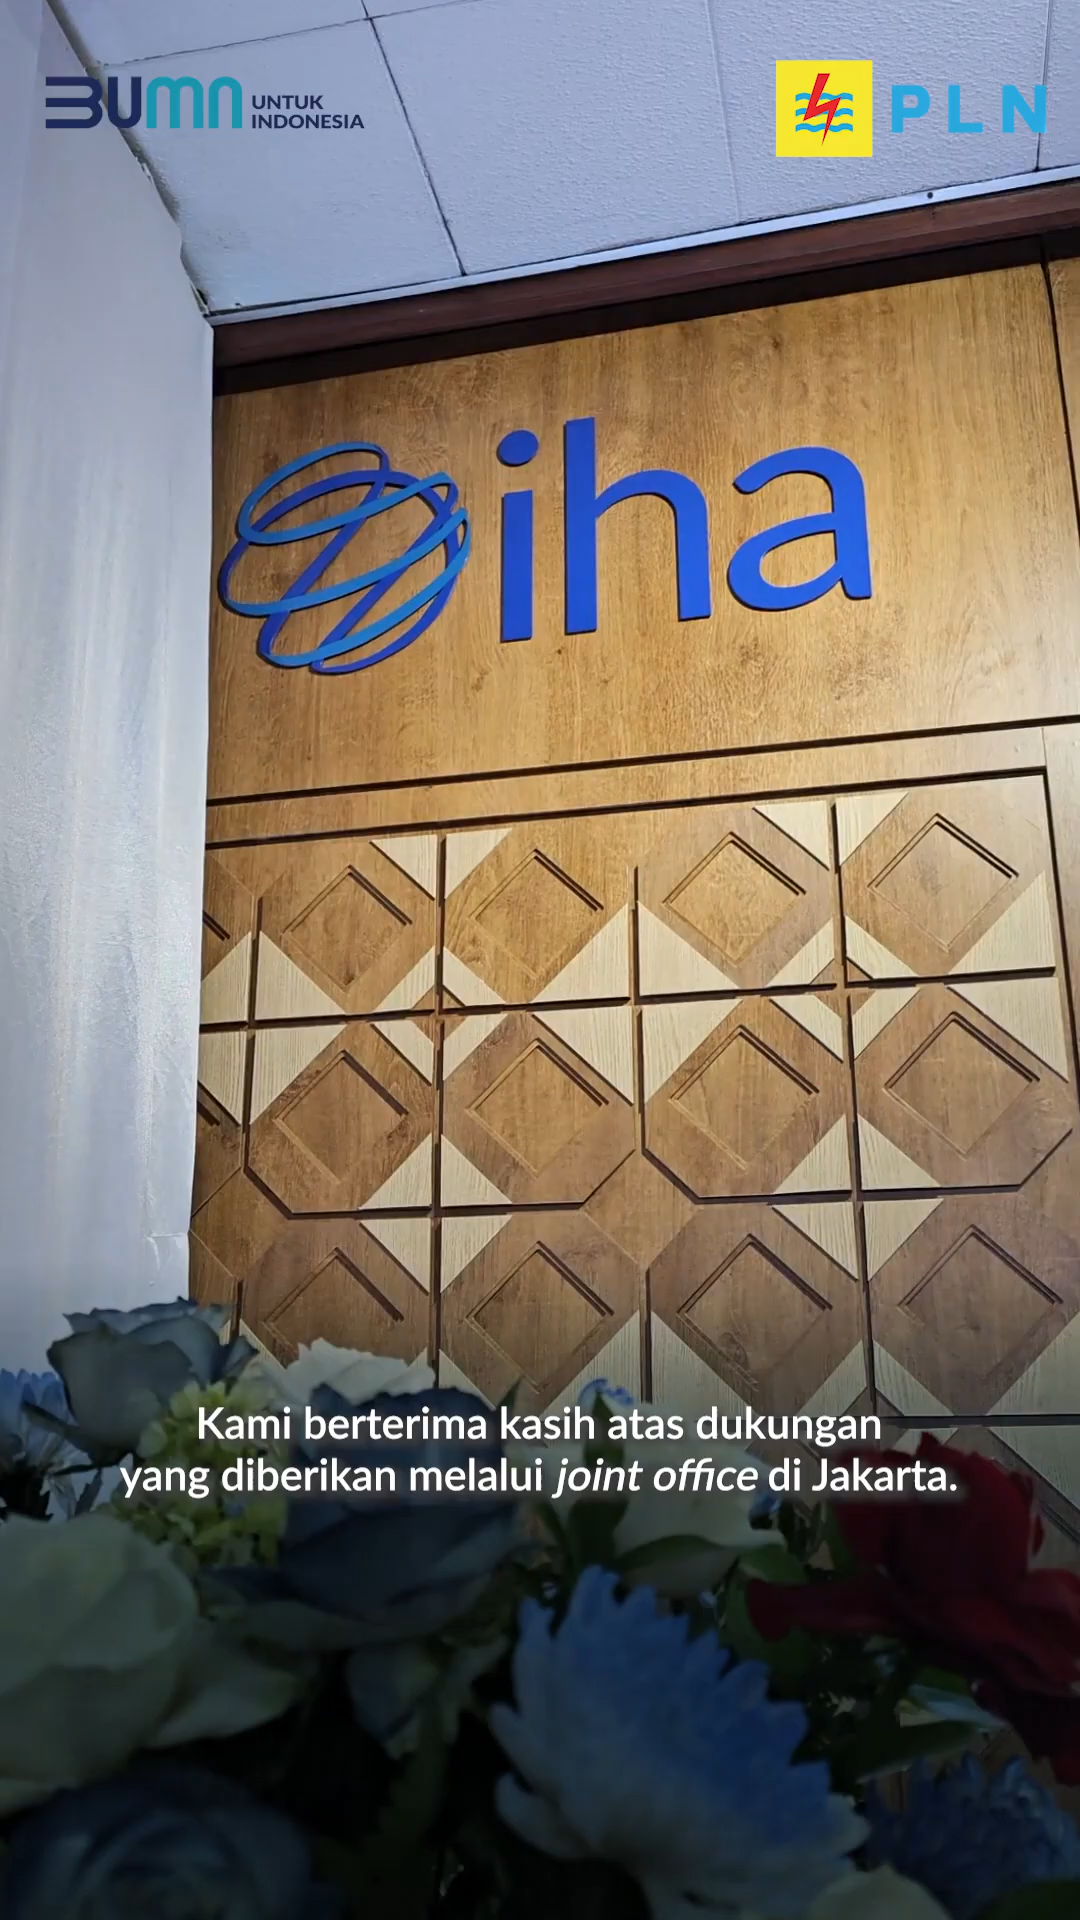 BUMN UNTUK
INDONESIA
PLN
iha
Kami berterima kasih atas dukungan
yang diberikan melalui joint office di Jakarta.